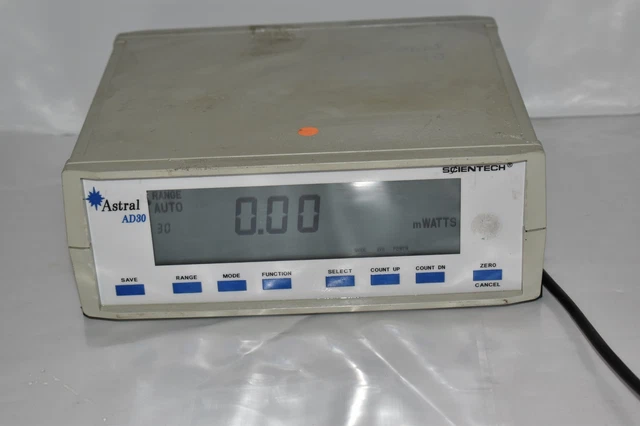 SCIENTECH®
Astral
AD30
RANGE
AUTO
30
0.00
mWATTS
SAVE
RANGE
MODE
FUNCTION
SELECT
COUNT UP
COUNT DN
ZERO
CANCEL